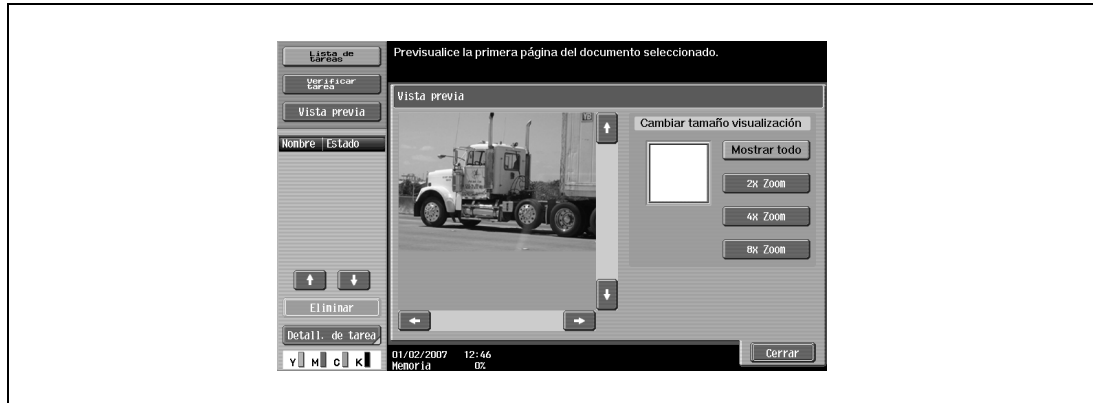 Lista de
tareas
Verificar
tarea
Vista previa
Nombre Estado
Eliminar
Detall. de tarea
Y M C K
Previsualice la primera página del documento seleccionado.
Vista previa
Cambiar tamaño visualización
Mostrar todo
2x Zoom
4x Zoom
8x Zoom
01/02/2007 12:46
Memoria 0%
Cerrar